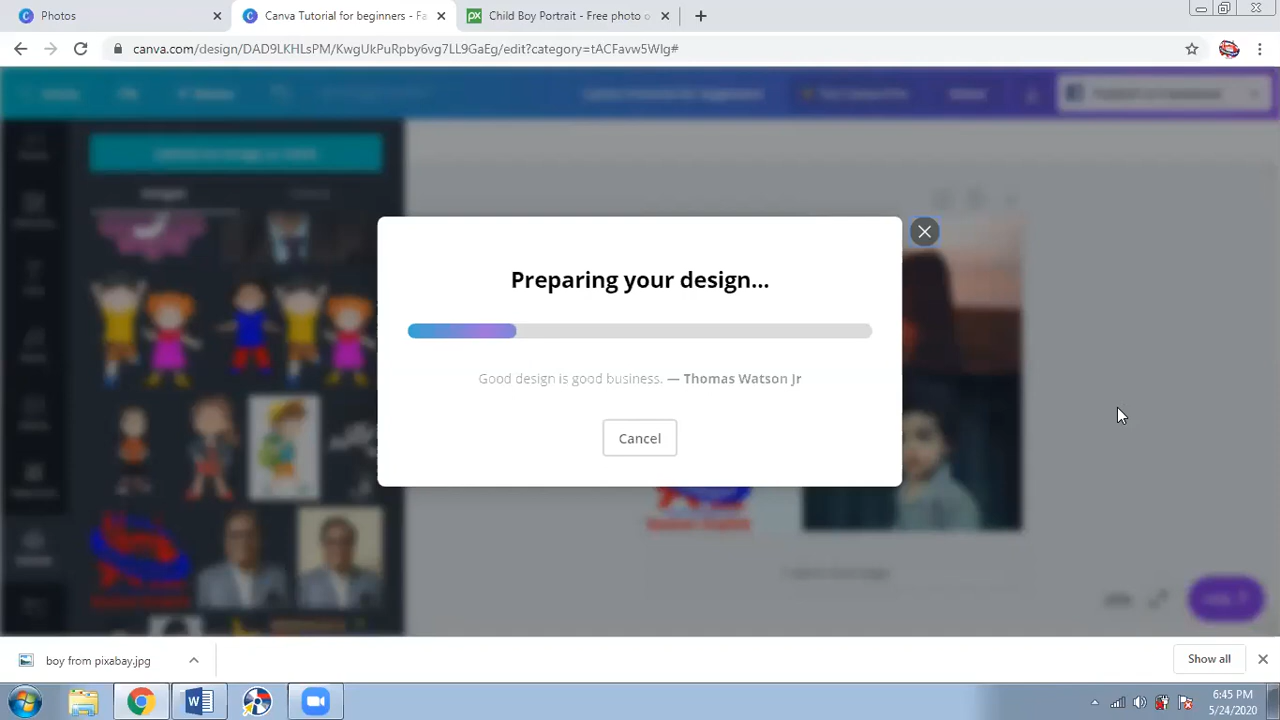 Photos
Canva Tutorial for beginners - Fa
Child Boy Portrait - Free photo o
canva.com/design/DAD9LKHLsPM/KwgUkPuRpby6vg7LL9GaEg/edit?category=tACFavw5WIg#
Preparing your design...
Good design is good business. — Thomas Watson Jr
Cancel
boy from pixabay.jpg
Show all
6:45 PM
5/24/2020